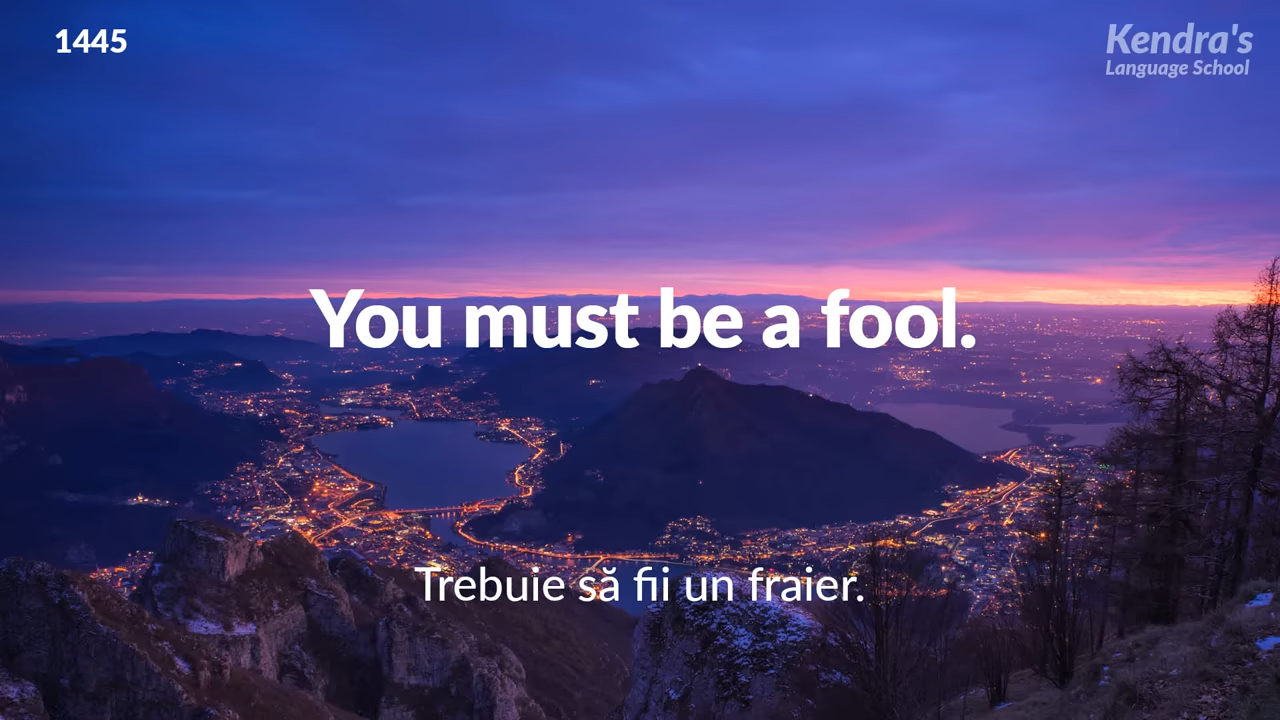 1445
Kendra's
Language School
You must be a fool.
Trebuie să fii un fraier.